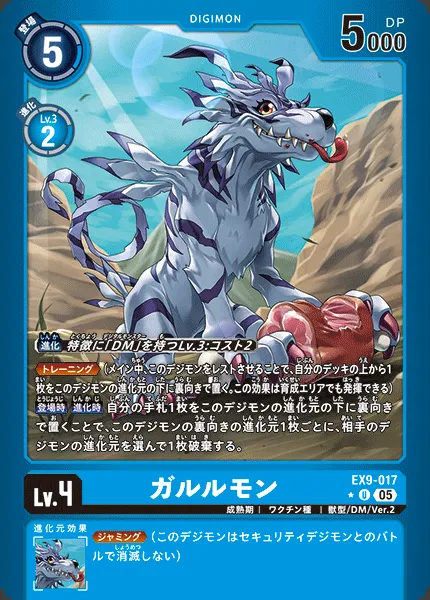 DIGIMON
登場
5
DP
5000
進化
Lv.3
2
進化 特徴に「DM」を持つLv.3:コスト2
トレーニング (メイン中、このデジモンをレストさせることで、自分のデッキの上から1
枚をこのデジモンの進化元の下に裏向きで置く。この効果は育成エリアでも発揮できる)
登場時 進化時 自分の手札1枚をこのデジモンの進化元の下に裏向
きで置くことで、このデジモンの裏向きの進化元1枚ごとに、相手のデ
ジモンの進化元を選んで1枚破棄する。
EX9-017
Lv.4
ガルルモン
U 05
成熟期 | ワクチン種 | 獣型/DM/Ver.2
進化元効果
ジャミング (このデジモンはセキュリティデジモンとのバト
ルで消滅しない)